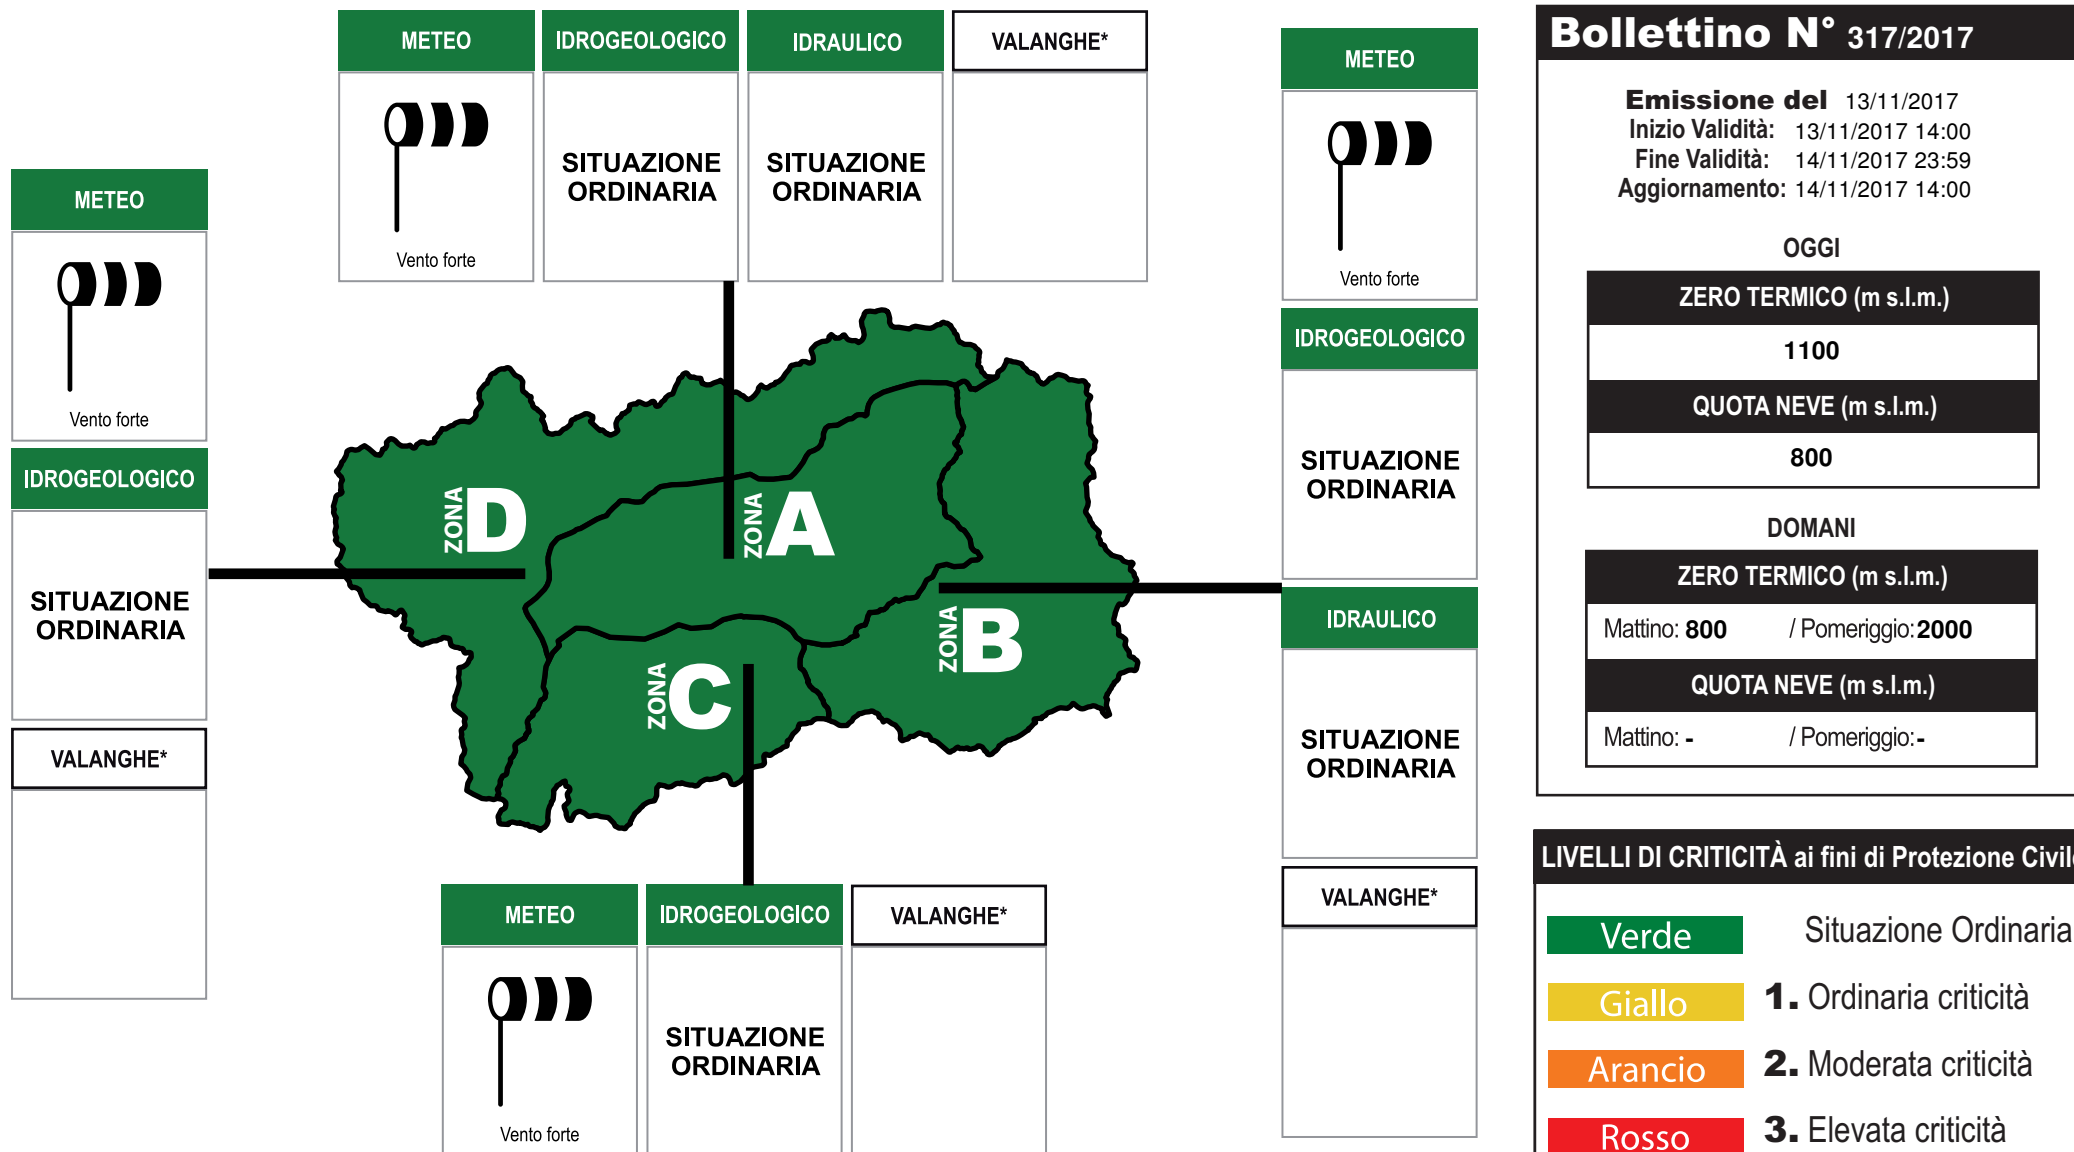 METEO
IDROGEOLOGICO
IDRAULICO
VALANGHE*
Vento forte
SITUAZIONE
ORDINARIA
SITUAZIONE
ORDINARIA
METEO
Vento forte
IDROGEOLOGICO
SITUAZIONE
ORDINARIA
VALANGHE*
METEO
Vento forte
IDROGEOLOGICO
SITUAZIONE
ORDINARIA
IDRAULICO
SITUAZIONE
ORDINARIA
VALANGHE*
ZONA D
ZONA A
ZONA B
ZONA C
METEO
IDROGEOLOGICO
VALANGHE*
Vento forte
SITUAZIONE
ORDINARIA
Bollettino N° 317/2017
Emissione del 13/11/2017
Inizio Validità: 13/11/2017 14:00
Fine Validità: 14/11/2017 23:59
Aggiornamento: 14/11/2017 14:00
OGGI
ZERO TERMICO (m s.l.m.)
1100
QUOTA NEVE (m s.l.m.)
800
DOMANI
ZERO TERMICO (m s.l.m.)
Mattino: 800 / Pomeriggio: 2000
QUOTA NEVE (m s.l.m.)
Mattino: - / Pomeriggio: -
LIVELLI DI CRITICITÀ ai fini di Protezione Civile
Verde Situazione Ordinaria
Giallo 1. Ordinaria criticità
Arancio 2. Moderata criticità
Rosso 3. Elevata criticità